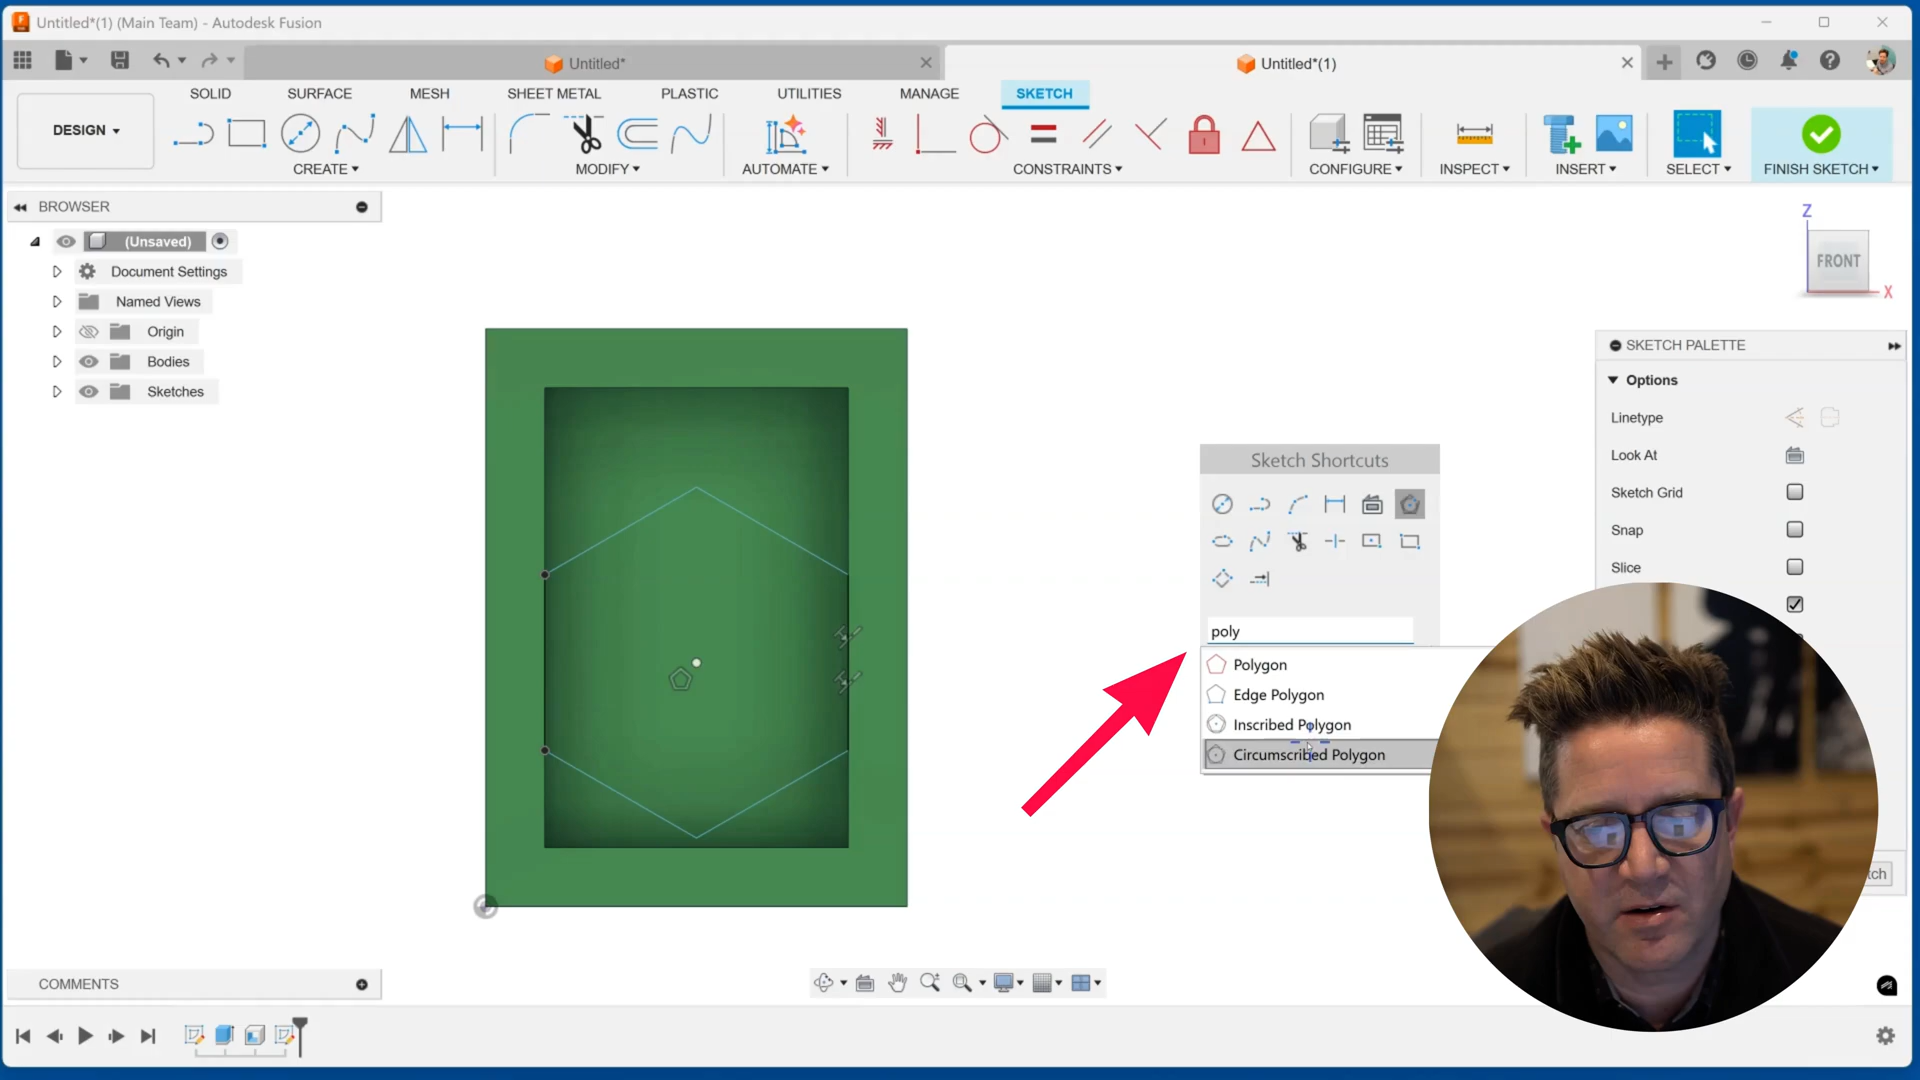 Untitled*(1) (Main Team) - Autodesk Fusion
Untitled*
Untitled*(1)
SOLID SURFACE MESH SHEET METAL PLASTIC UTILITIES MANAGE SKETCH
DESIGN
CREATE MODIFY AUTOMATE CONSTRAINTS CONFIGURE INSPECT INSERT SELECT FINISH SKETCH
BROWSER
(Unsaved)
Document Settings
Named Views
Origin
Bodies
Sketches
Z
FRONT
X
SKETCH PALETTE
Options
Linetype
Look At
Sketch Grid
Snap
Slice
Sketch Shortcuts
poly
Polygon
Edge Polygon
Inscribed Polygon
Circumscribed Polygon
tch
COMMENTS